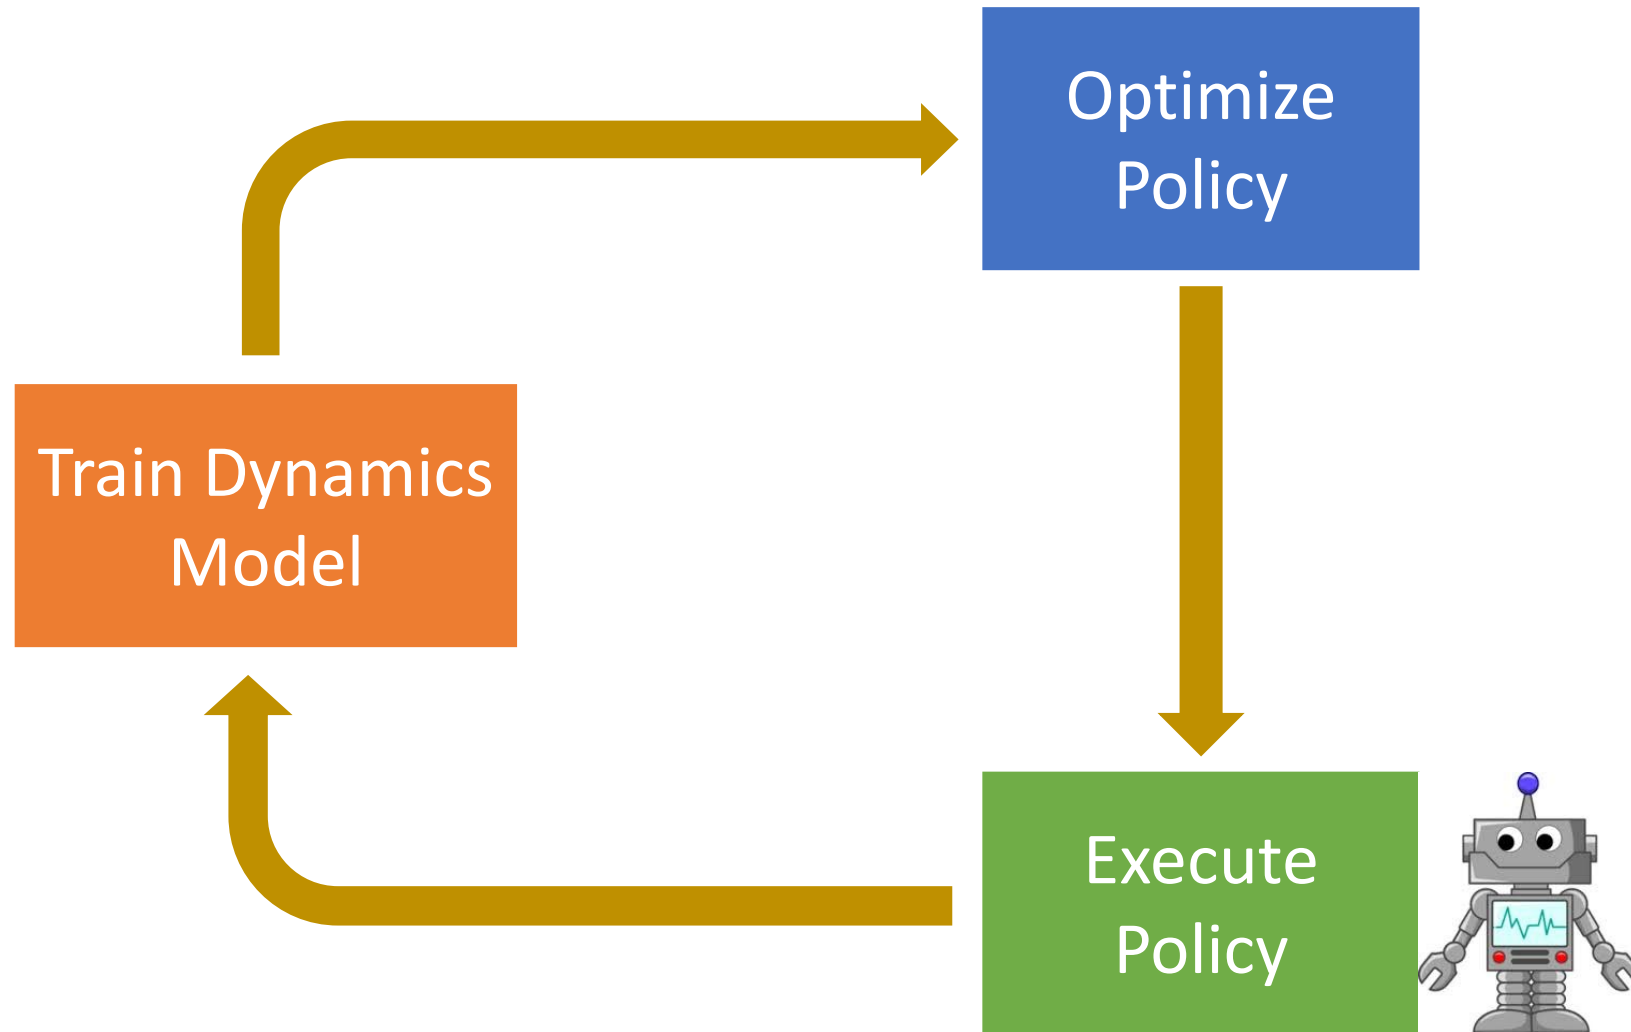 Optimize
Policy
Train Dynamics
Model
Execute
Policy